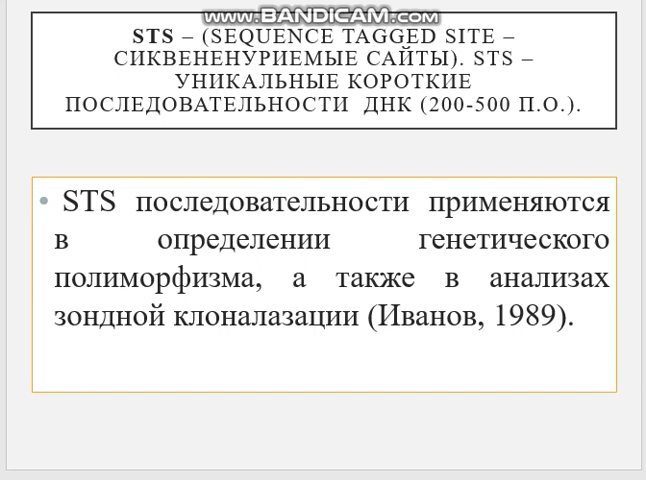 www.BANDICAM.com
STS – (SEQUENCE TAGGED SITE –
СИКВЕНЕНУРИЕМЫЕ САЙТЫ). STS –
УНИКАЛЬНЫЕ КОРОТКИЕ
ПОСЛЕДОВАТЕЛЬНОСТИ ДНК (200-500 П.О.).
• STS последовательности применяются
в определении генетического
полиморфизма, а также в анализах
зондной клоналазации (Иванов, 1989).